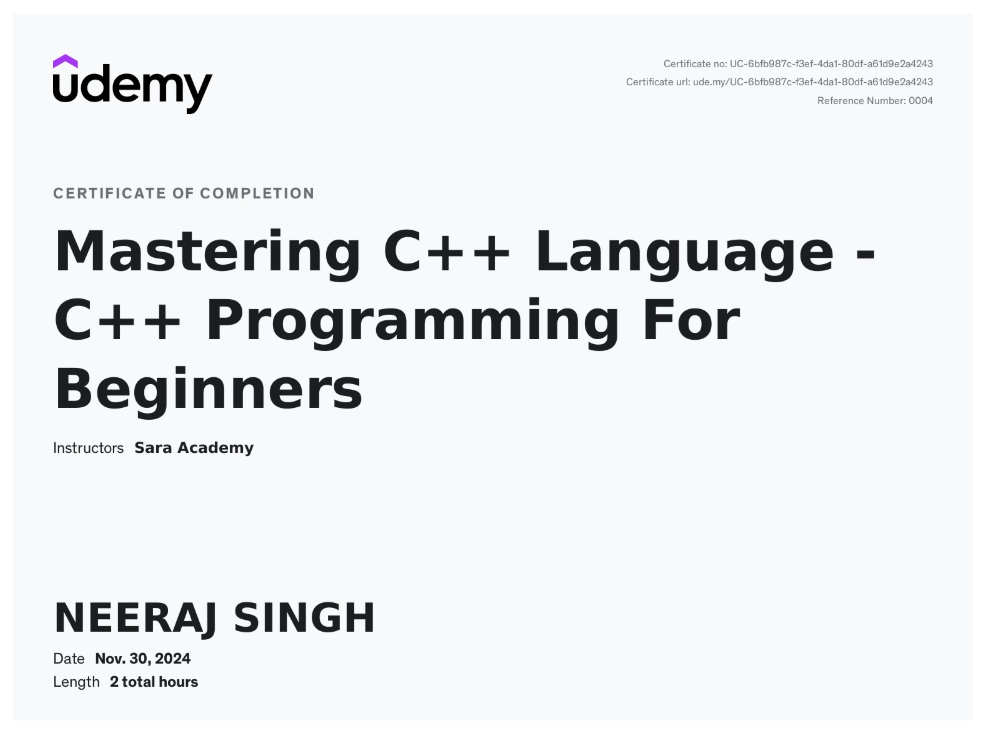 udemy
Certificate no: UC-6bfb987c-f3ef-4da1-80df-a61d9e2a4243
Certificate url: ude.my/UC-6bfb987c-f3ef-4da1-80df-a61d9e2a4243
Reference Number: 0004
CERTIFICATE OF COMPLETION
Mastering C++ Language -
C++ Programming For
Beginners
Instructors Sara Academy
NEERAJ SINGH
Date Nov. 30, 2024
Length 2 total hours